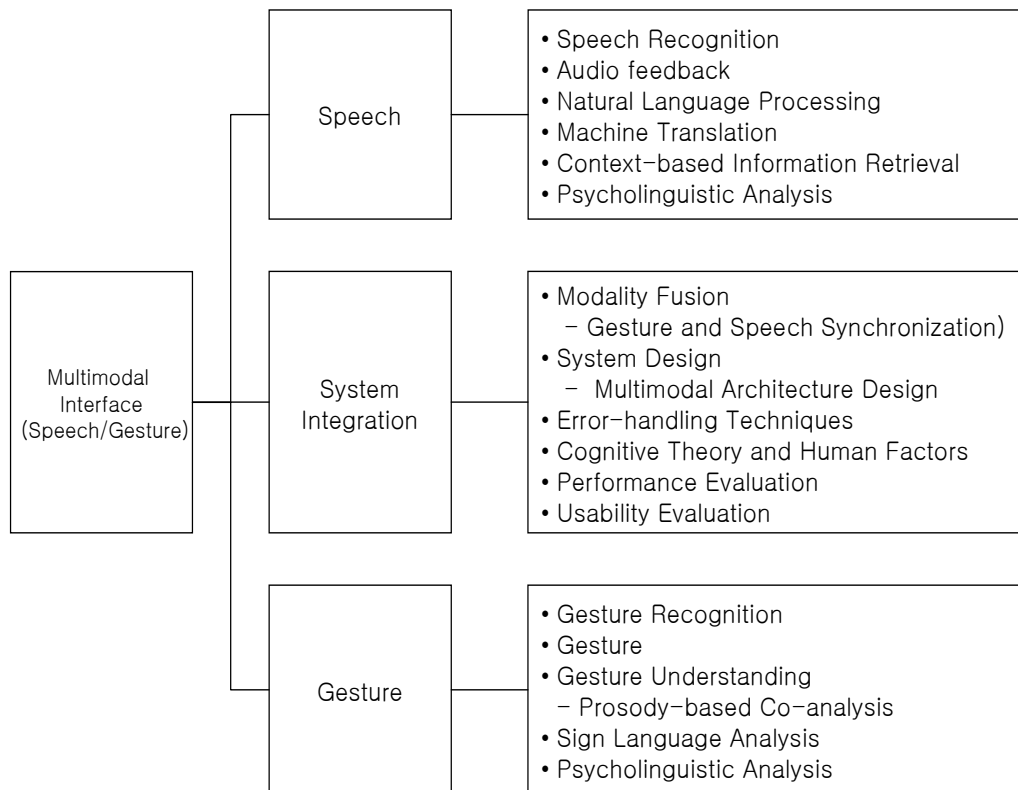 Multimodal
Interface
(Speech/Gesture)
Speech
• Speech Recognition
• Audio feedback
• Natural Language Processing
• Machine Translation
• Context-based Information Retrieval
• Psycholinguistic Analysis
System
Integration
• Modality Fusion
- Gesture and Speech Synchronization)
• System Design
- Multimodal Architecture Design
• Error-handling Techniques
• Cognitive Theory and Human Factors
• Performance Evaluation
• Usability Evaluation
Gesture
• Gesture Recognition
• Gesture
• Gesture Understanding
- Prosody-based Co-analysis
• Sign Language Analysis
• Psycholinguistic Analysis